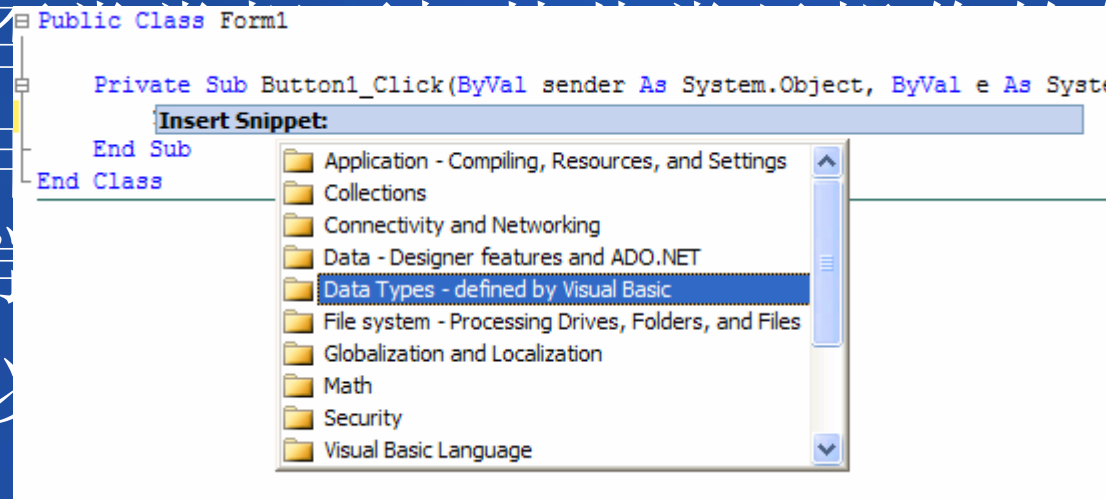 Public Class Form1
Private Sub Button1_Click(ByVal sender As System.Object, ByVal e As Syste
Insert Snippet:
End Sub
End Class
Application - Compiling, Resources, and Settings
Collections
Connectivity and Networking
Data - Designer features and ADO.NET
Data Types - defined by Visual Basic
File system - Processing Drives, Folders, and Files
Globalization and Localization
Math
Security
Visual Basic Language